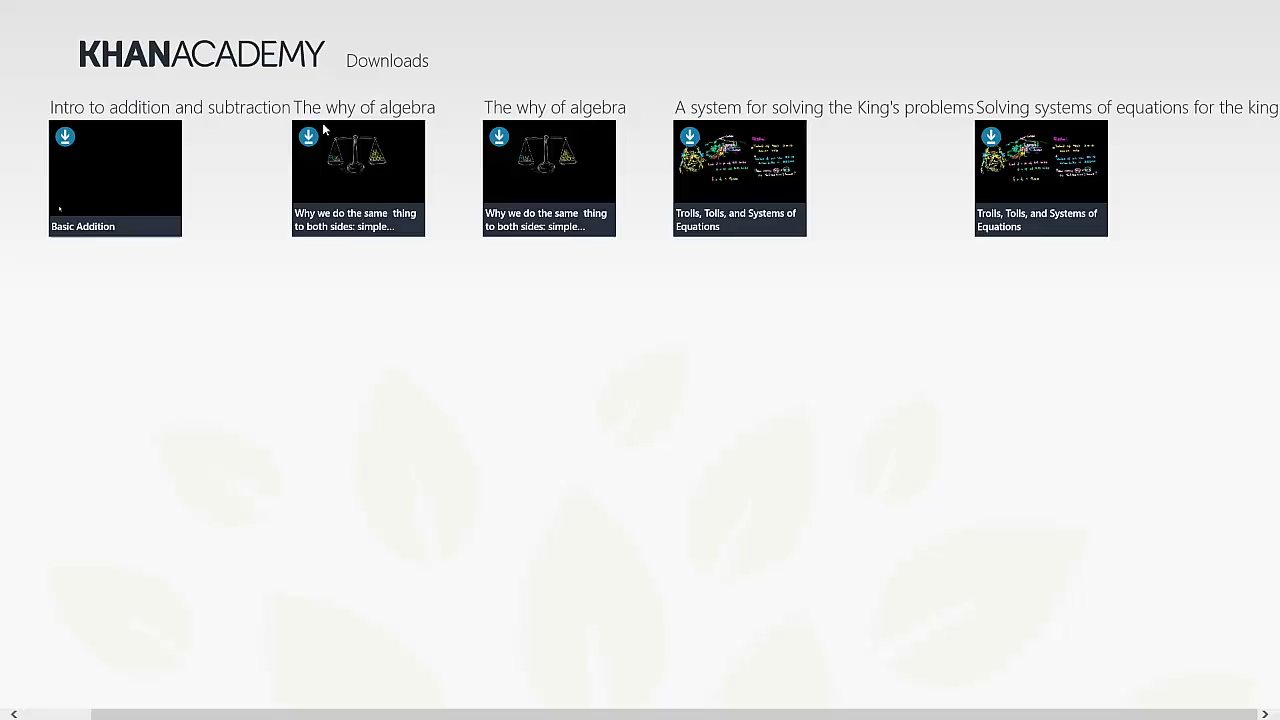 KHANACADEMY Downloads
Intro to addition and subtraction
Basic Addition
The why of algebra
Why we do the same thing
to both sides: simple...
The why of algebra
Why we do the same thing
to both sides: simple...
A system for solving the King's problems
Trolls, Tolls, and Systems of
Equations
Solving systems of equations for the king
Trolls, Tolls, and Systems of
Equations